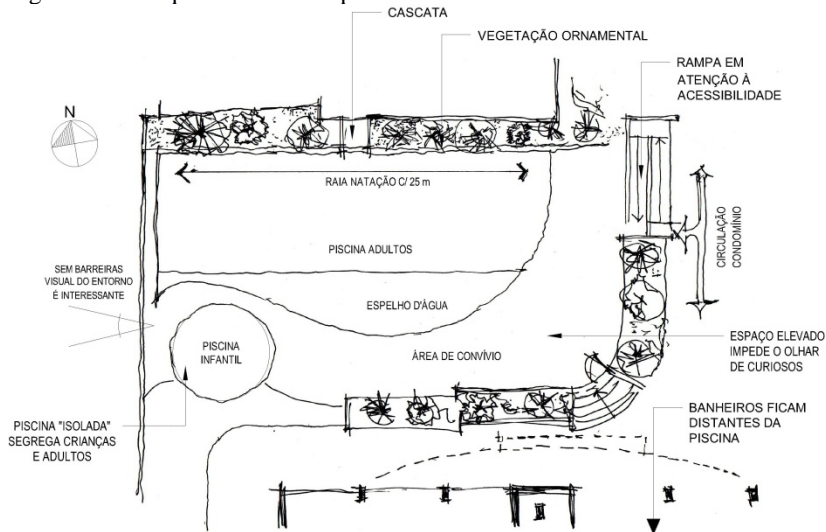 CASCATA
VEGETAÇÃO ORNAMENTAL
RAMPA EM
ATENÇÃO À
ACESSIBILIDADE
N
RAIA NATAÇÃO C/ 25 m
CIRCULAÇÃO
CONDOMÍNIO
PISCINA ADULTOS
SEM BARREIRAS
VISUAL DO ENTORNO
É INTERESSANTE
ESPELHO D'ÁGUA
PISCINA
INFANTIL
ÁREA DE CONVÍVIO
ESPAÇO ELEVADO
IMPEDE O OLHAR
DE CURIOSOS
PISCINA "ISOLADA"
SEGREGA CRIANÇAS
E ADULTOS
BANHEIROS FICAM
DISTANTES DA
PISCINA